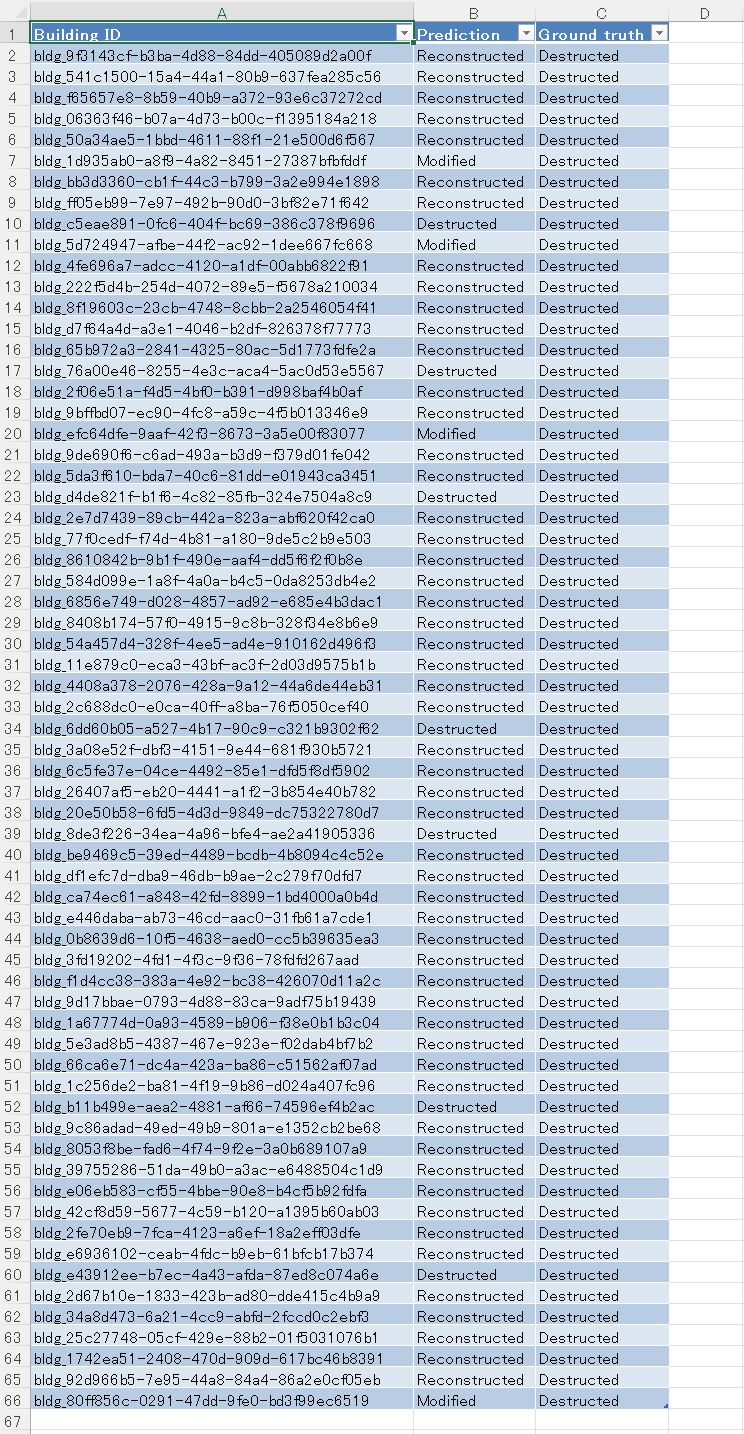 A B C D
1 Building ID Prediction Ground truth
2 bldg_9f3143cf-b3ba-4d88-84dd-405089d2a00f Reconstructed Destructed
3 bldg_541c1500-15a4-44a1-80b9-637fea285c56 Reconstructed Destructed
4 bldg_f65657e8-8b59-40b9-a372-93e6c37272cd Reconstructed Destructed
5 bldg_06363f46-b07a-4d73-b00c-f1395184a218 Reconstructed Destructed
6 bldg_50a34ae5-1bbd-4611-88f1-21e500d6f567 Reconstructed Destructed
7 bldg_1d935ab0-a8f9-4a82-8451-27387bfbfddf Modified Destructed
8 bldg_bb3d3360-cb1f-44c3-b799-3a2e994e1898 Reconstructed Destructed
9 bldg_ff05eb99-7e97-492b-90d0-3bf82e71f642 Reconstructed Destructed
10 bldg_c5eae891-0fc6-404f-bc69-386c378f9696 Destructed Destructed
11 bldg_5d724947-afbe-44f2-ac92-1dee667fc668 Modified Destructed
12 bldg_4fe696a7-adcc-4120-a1df-00abb6822f91 Reconstructed Destructed
13 bldg_222f5d4b-254d-4072-89e5-f5678a210034 Reconstructed Destructed
14 bldg_8f19603c-23cb-4748-8cbb-2a2546054f41 Reconstructed Destructed
15 bldg_d7f64a4d-a3e1-4046-b2df-826378f77773 Reconstructed Destructed
16 bldg_65b972a3-2841-4325-80ac-5d1773fdfe2a Reconstructed Destructed
17 bldg_76a00e46-8255-4e3c-aca4-5ac0d53e5567 Destructed Destructed
18 bldg_2f06e51a-f4d5-4bf0-b391-d998baf4b0af Reconstructed Destructed
19 bldg_9bffbd07-ec90-4fc8-a59c-4f5b013346e9 Reconstructed Destructed
20 bldg_efc64dfe-9aaf-42f3-8673-3a5e00f83077 Modified Destructed
21 bldg_9de690f6-c6ad-493a-b3d9-f379d01fe042 Reconstructed Destructed
22 bldg_5da3f610-bda7-40c6-81dd-e01943ca3451 Reconstructed Destructed
23 bldg_d4de821f-b1f6-4c82-85fb-324e7504a8c9 Destructed Destructed
24 bldg_2e7d7439-89cb-442a-823a-abf620f42ca0 Reconstructed Destructed
25 bldg_77f0cedf-f74d-4b81-a180-9de5c2b9e503 Reconstructed Destructed
26 bldg_8610842b-9b1f-490e-aaf4-dd5f6f2f0b8e Reconstructed Destructed
27 bldg_584d099e-1a8f-4a0a-b4c5-0da8253db4e2 Reconstructed Destructed
28 bldg_6856e749-d028-4857-ad92-e685e4b3dac1 Reconstructed Destructed
29 bldg_8408b174-57f0-4915-9c8b-328f34e8b6e9 Reconstructed Destructed
30 bldg_54a457d4-328f-4ee5-ad4e-910162d496f3 Reconstructed Destructed
31 bldg_11e879c0-eca3-43bf-ac3f-2d03d9575b1b Reconstructed Destructed
32 bldg_4408a378-2076-428a-9a12-44a6de44eb31 Reconstructed Destructed
33 bldg_2c688dc0-e0ca-40ff-a8ba-76f5050cef40 Reconstructed Destructed
34 bldg_6dd60b05-a527-4b17-90c9-c321b9302f62 Destructed Destructed
35 bldg_3a08e52f-dbf3-4151-9e44-681f930b5721 Reconstructed Destructed
36 bldg_6c5fe37e-04ce-4492-85e1-dfd5f8df5902 Reconstructed Destructed
37 bldg_26407af5-eb20-4441-a1f2-3b854e40b782 Reconstructed Destructed
38 bldg_20e50b58-6fd5-4d3d-9849-dc75322780d7 Reconstructed Destructed
39 bldg_8de3f226-34ea-4a96-bfe4-ae2a41905336 Destructed Destructed
40 bldg_be9469c5-39ed-4489-bcdb-4b8094c4c52e Reconstructed Destructed
41 bldg_df1efc7d-dba9-46db-b9ae-2c279f70dfd7 Reconstructed Destructed
42 bldg_ca74ec61-a848-42fd-8899-1bd4000a0b4d Reconstructed Destructed
43 bldg_e446daba-ab73-46cd-aac0-31fb61a7cde1 Reconstructed Destructed
44 bldg_0b8639d6-10f5-4638-aed0-cc5b39635ea3 Reconstructed Destructed
45 bldg_3fd19202-4fd1-4f3c-9f36-78fdfd267aad Reconstructed Destructed
46 bldg_f1d4cc38-383a-4e92-bc38-426070d11a2c Reconstructed Destructed
47 bldg_9d17bbae-0793-4d88-83ca-9adf75b19439 Reconstructed Destructed
48 bldg_1a67774d-0a93-4589-b906-f38e0b1b3c04 Reconstructed Destructed
49 bldg_5e3ad8b5-4387-467e-923e-f02dab4bf7b2 Reconstructed Destructed
50 bldg_66ca6e71-dc4a-423a-ba86-c51562af07ad Reconstructed Destructed
51 bldg_1c256de2-ba81-4f19-9b86-d024a407fc96 Reconstructed Destructed
52 bldg_b11b499e-aea2-4881-af66-74596ef4b2ac Destructed Destructed
53 bldg_9c86adad-49ed-49b9-801a-e1352cb2be68 Reconstructed Destructed
54 bldg_8053f8be-fad6-4f74-9f2e-3a0b689107a9 Reconstructed Destructed
55 bldg_39755286-51da-49b0-a3ac-e6488504c1d9 Reconstructed Destructed
56 bldg_e06eb583-cf55-4bbe-90e8-b4cf5b92fdfa Reconstructed Destructed
57 bldg_42cf8d59-5677-4c59-b120-a1395b60ab03 Reconstructed Destructed
58 bldg_2fe70eb9-7fca-4123-a6ef-18a2eff03dfe Reconstructed Destructed
59 bldg_e6936102-ceab-4fdc-b9eb-61bfcb17b374 Reconstructed Destructed
60 bldg_e43912ee-b7ec-4a43-afda-87ed8c074a6e Destructed Destructed
61 bldg_2d67b10e-1833-423b-ad80-dde415c4b9a9 Reconstructed Destructed
62 bldg_34a8d473-6a21-4cc9-abfd-2fccd0c2ebf3 Reconstructed Destructed
63 bldg_25c27748-05cf-429e-88b2-01f5031076b1 Reconstructed Destructed
64 bldg_1742ea51-2408-470d-909d-617bc46b8391 Reconstructed Destructed
65 bldg_92d966b5-7e95-44a8-84a4-86a2e0cf05eb Reconstructed Destructed
66 bldg_80ff856c-0291-47dd-9fe0-bd3f99ec6519 Modified Destructed
67